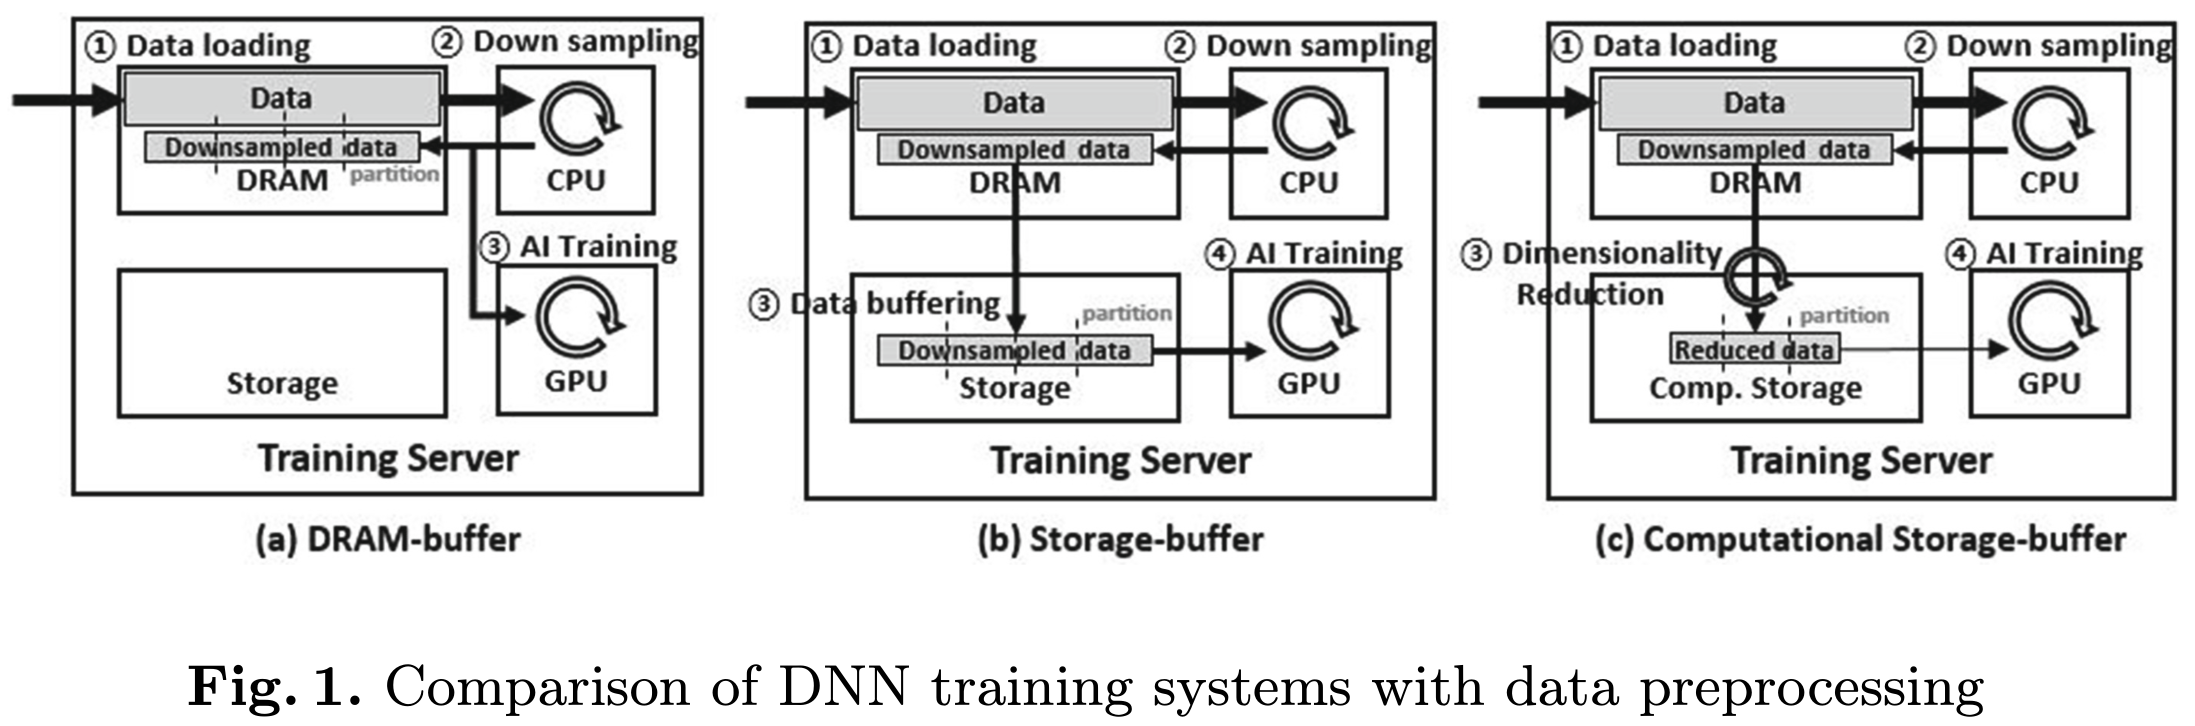 ① Data loading
② Down sampling
Data
Downsampled data
DRAM
partition
CPU
③ AI Training
Storage
GPU
Training Server
(a) DRAM-buffer
① Data loading
② Down sampling
Data
Downsampled data
DRAM
CPU
④ AI Training
③ Data buffering
partition
Downsampled data
Storage
GPU
Training Server
(b) Storage-buffer
① Data loading
② Down sampling
Data
Downsampled data
DRAM
CPU
③ Dimensionality
Reduction
④ AI Training
partition
Reduced data
Comp. Storage
GPU
Training Server
(c) Computational Storage-buffer
Fig. 1. Comparison of DNN training systems with data preprocessing